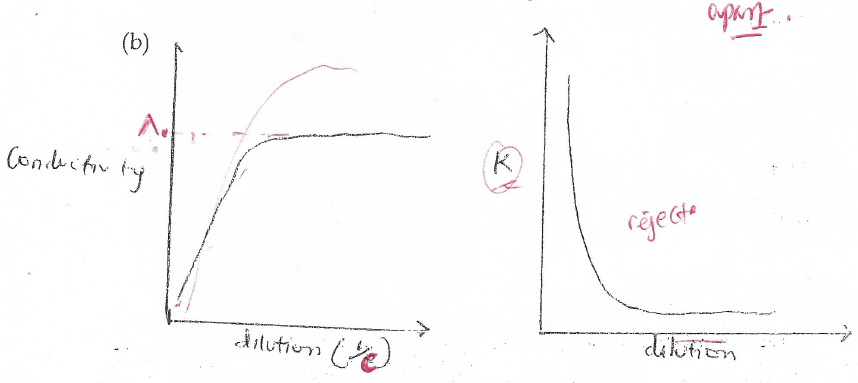 apart.
(b)
Λ₀
Conductivity
dilution (1/c)
K
rejecte
dilution